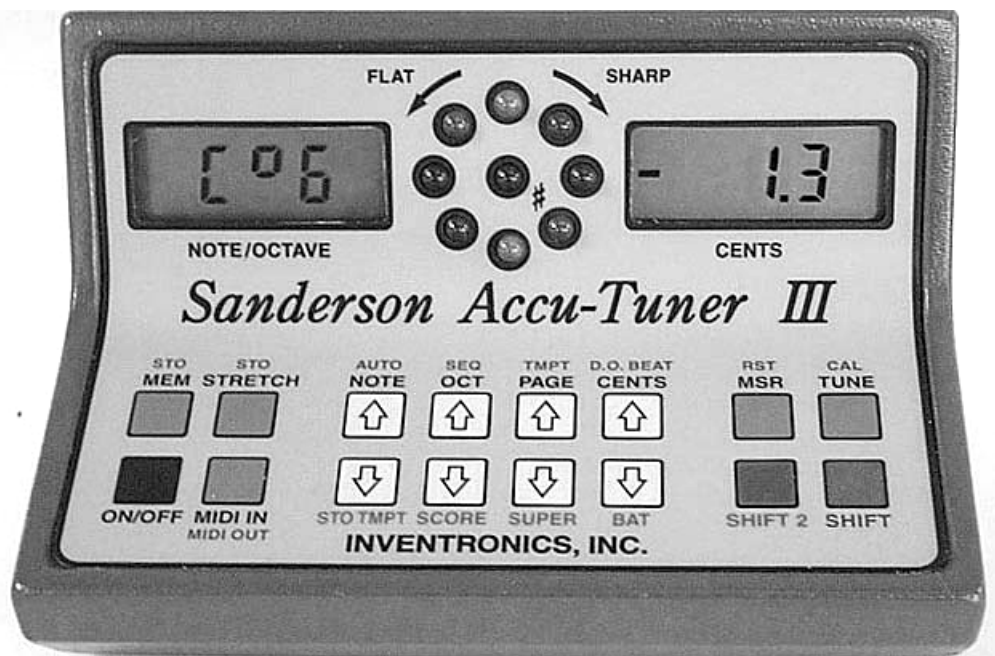 FLAT SHARP
C°6 - 1.3
#
NOTE/OCTAVE CENTS
Sanderson Accu-Tuner III
STO STO AUTO SEQ TMPT D.O. BEAT RST CAL
MEM STRETCH NOTE OCT PAGE CENTS MSR TUNE
ON/OFF MIDI IN STO TMPT SCORE SUPER BAT SHIFT 2 SHIFT
MIDI OUT
INVENTRONICS, INC.